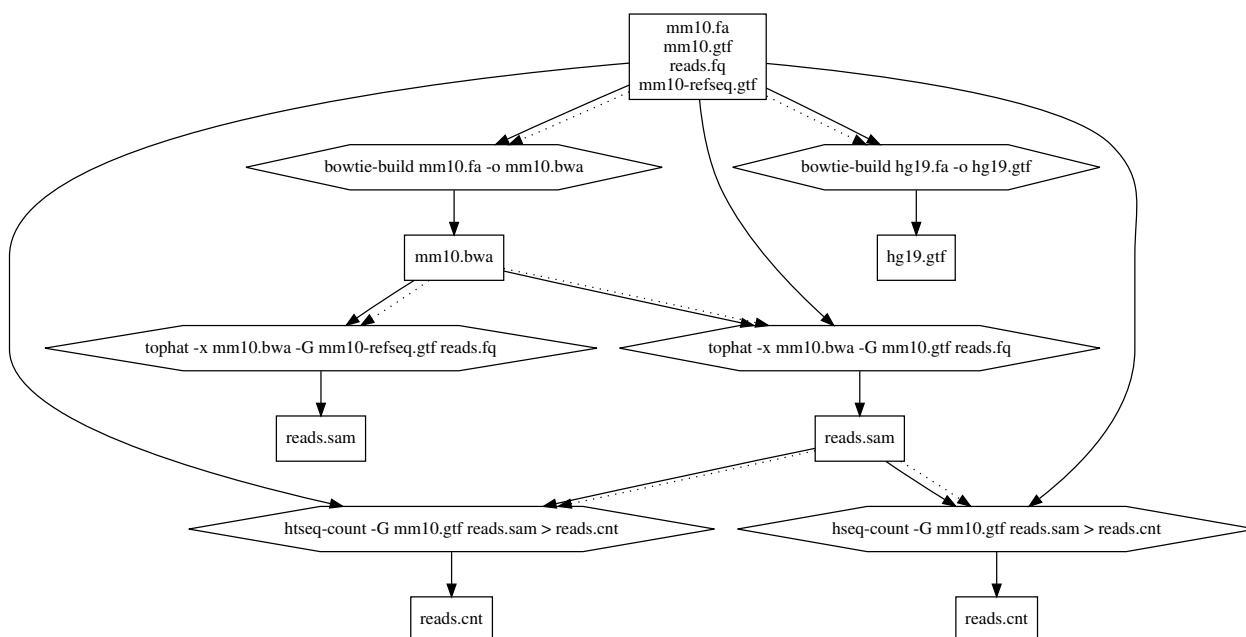 mm10.fa
mm10.gtf
reads.fq
mm10-refseq.gtf
bowtie-build mm10.fa -o mm10.bwa
bowtie-build hg19.fa -o hg19.gtf
mm10.bwa
hg19.gtf
tophat -x mm10.bwa -G mm10-refseq.gtf reads.fq
tophat -x mm10.bwa -G mm10.gtf reads.fq
reads.sam
reads.sam
htseq-count -G mm10.gtf reads.sam > reads.cnt
hseq-count -G mm10.gtf reads.sam > reads.cnt
reads.cnt
reads.cnt